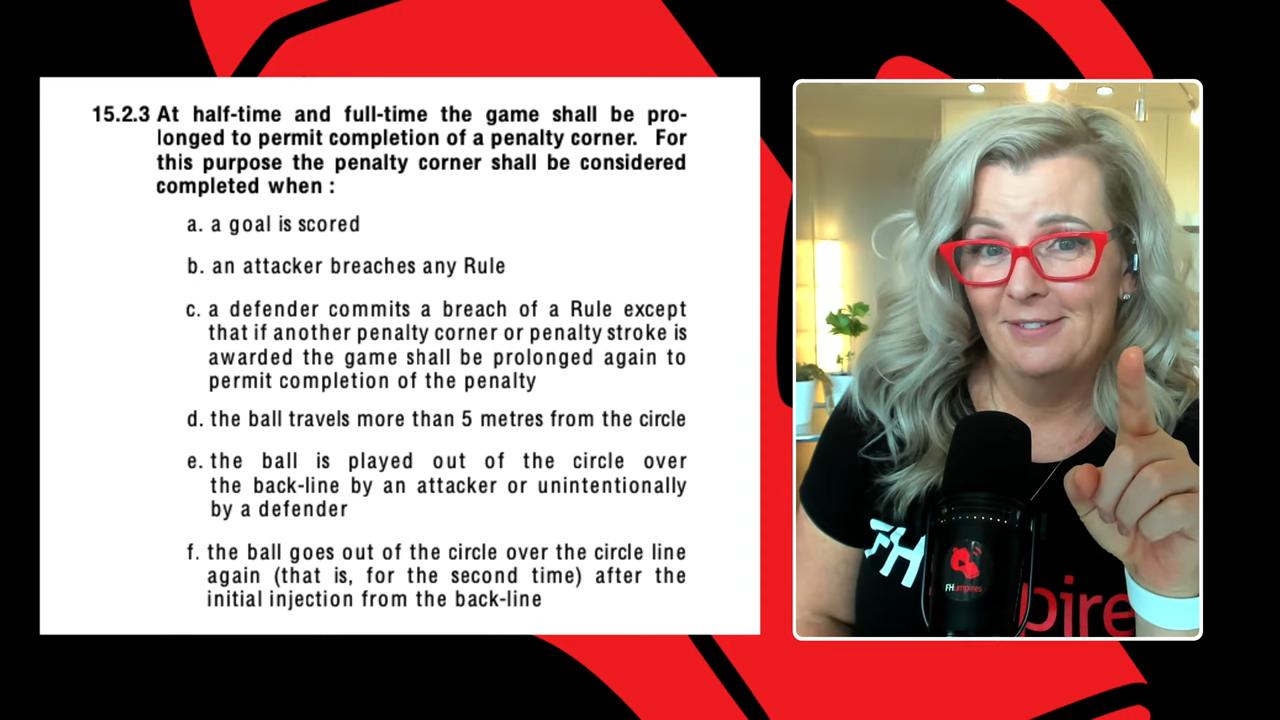 15.2.3 At half-time and full-time the game shall be pro-
longed to permit completion of a penalty corner. For
this purpose the penalty corner shall be considered
completed when :
a. a goal is scored
b. an attacker breaches any Rule
c. a defender commits a breach of a Rule except
that if another penalty corner or penalty stroke is
awarded the game shall be prolonged again to
permit completion of the penalty
d. the ball travels more than 5 metres from the circle
e. the ball is played out of the circle over
the back-line by an attacker or unintentionally
by a defender
f. the ball goes out of the circle over the circle line
again (that is, for the second time) after the
initial injection from the back-line
FH pire
FHumpires